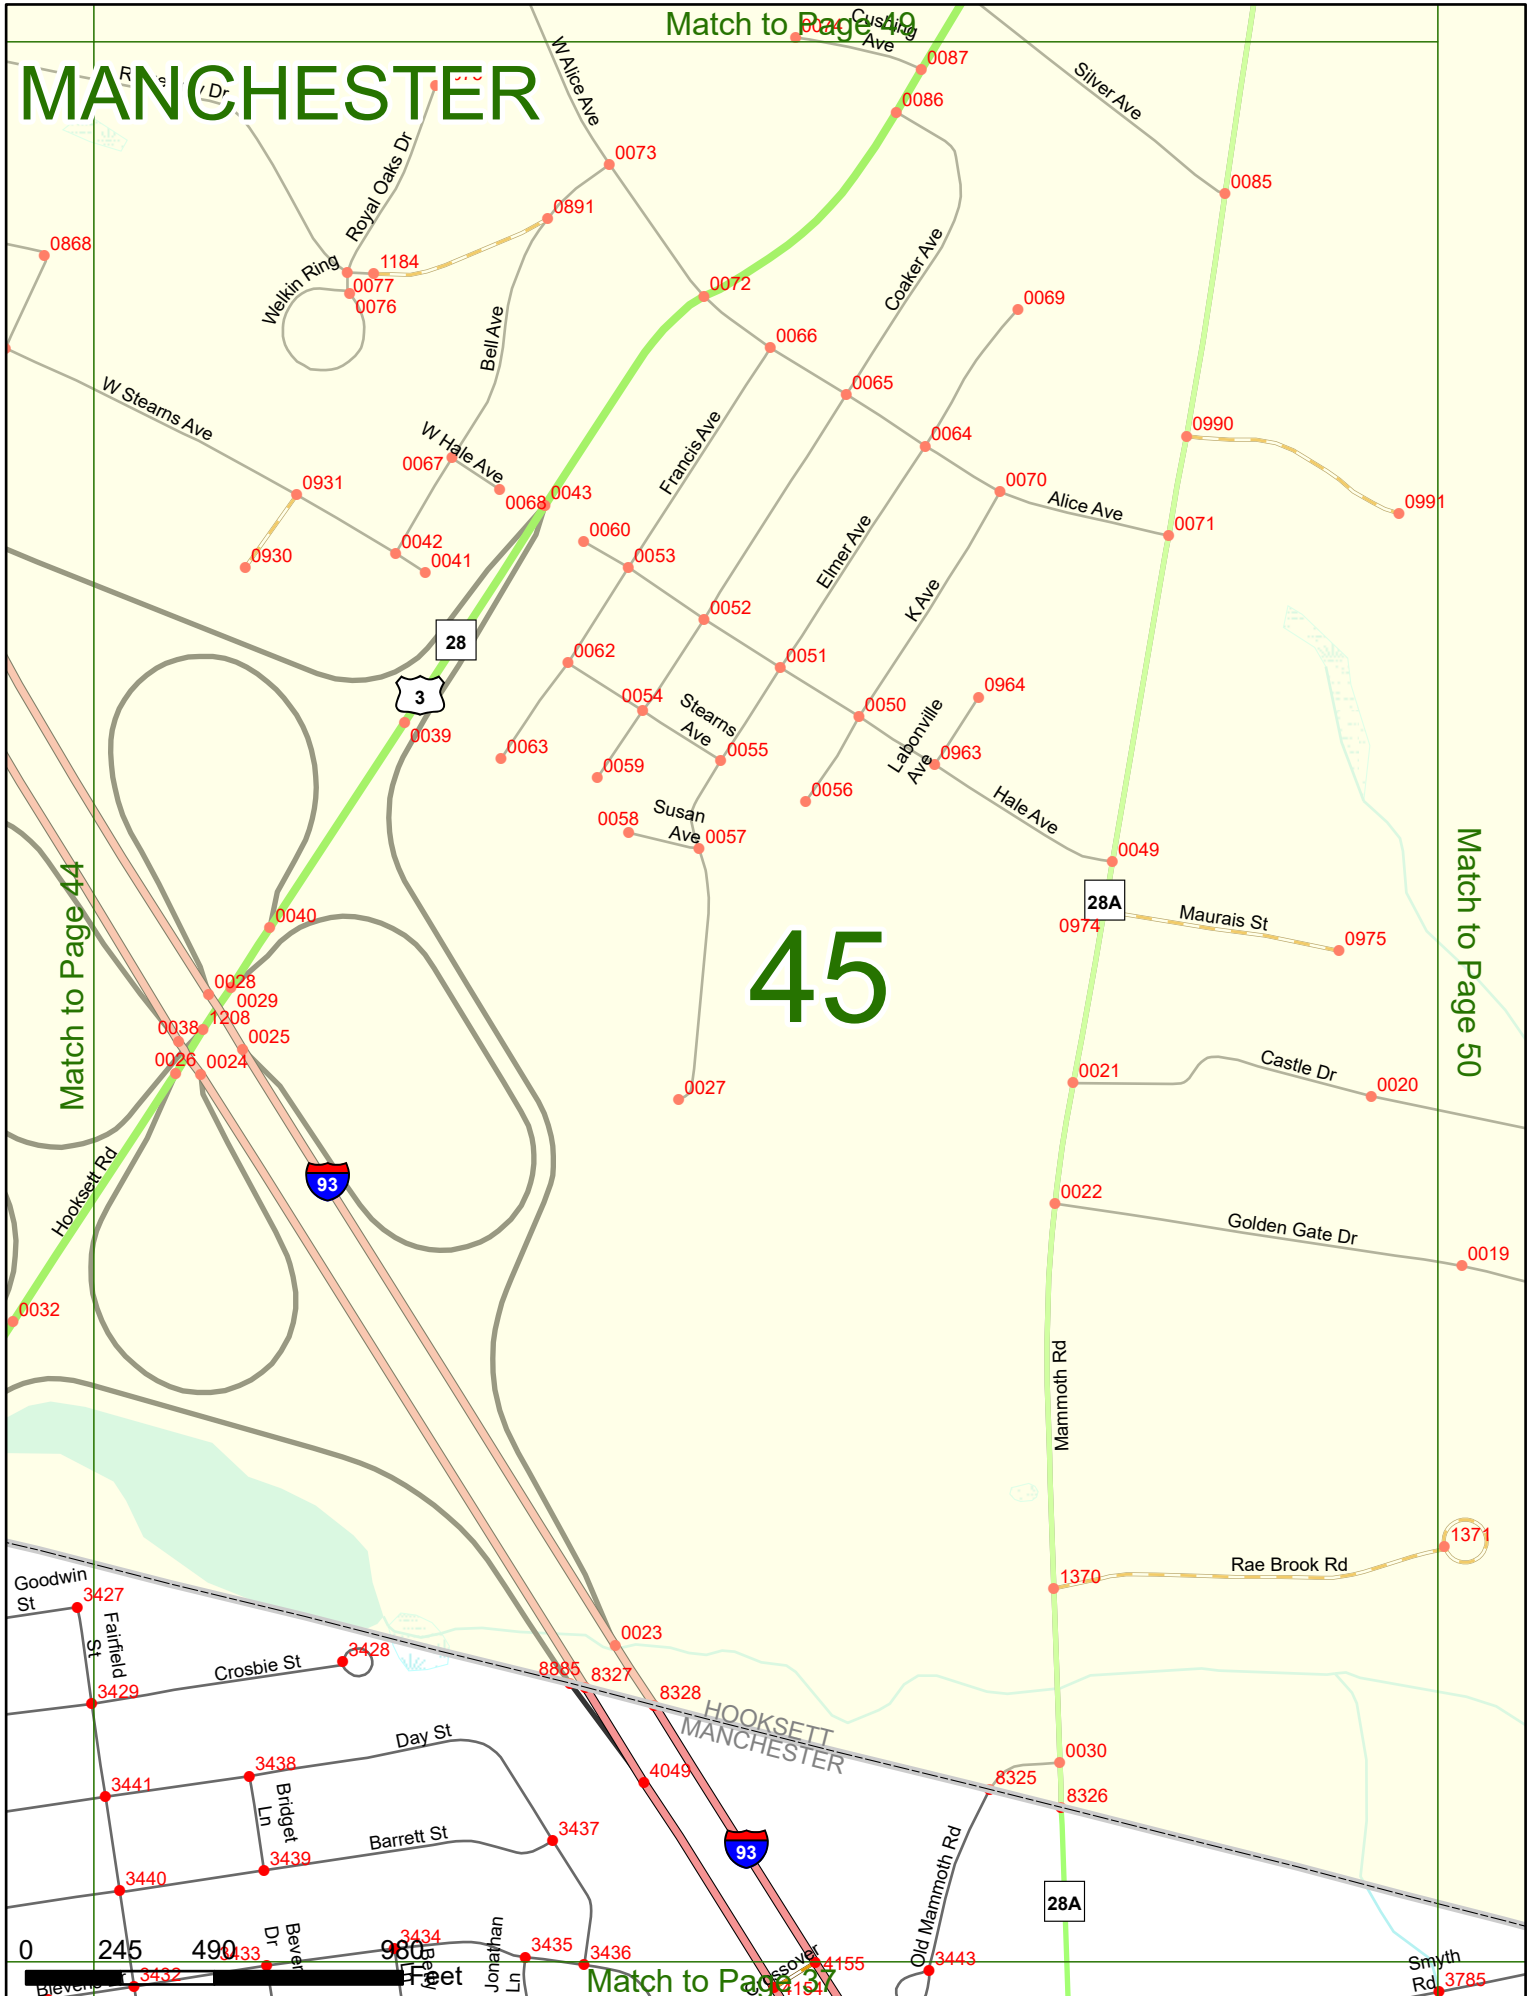 Match to Page 49
MANCHESTER
0074
Cushing
Ave
0087
0086
W Alice Ave
Silver Ave
Dr
Royal Oaks Dr
0073
0085
0891
0868
1184
Welkin Ring
0077
0076
0072
Coaker Ave
0069
Bell Ave
0066
0065
W Stearns Ave
0064
0990
W Hale Ave
0067
Francis Ave
0931
0068
0043
0070
Alice Ave
0991
0071
0060
0042
0041
0053
0930
Elmer Ave
K Ave
0052
28
0062
0051
3
0054
Stearns
Ave
0050
0964
Labonville
Ave
0039
0063
0055
0963
0059
0056
Hale Ave
Susan
Ave
0058
0057
0049
Match to Page 44
Match to Page 50
28A
0974
Maurais St
0975
0040
45
0028
0029
1208
0038
0025
0026
0024
0027
0021
Castle Dr
0020
Hooksett Rd
93
0022
Golden Gate Dr
0019
0032
Mammoth Rd
1371
Rae Brook Rd
1370
Goodwin
St
3427
Fairfield
St
0023
Crosbie St
3428
8885
8327
3429
8328
HOOKSETT
MANCHESTER
Day St
0030
3438
4049
8325
3441
Bridget
Ln
8326
Barrett St
3437
93
3439
3440
Old Mammoth Rd
28A
0
245
490
980
Feet
3433
Dr
3434
Jonathan
Ln
3435
3436
4155
3443
Smyth
Rd
3432
Match to Page 37
4154
3785